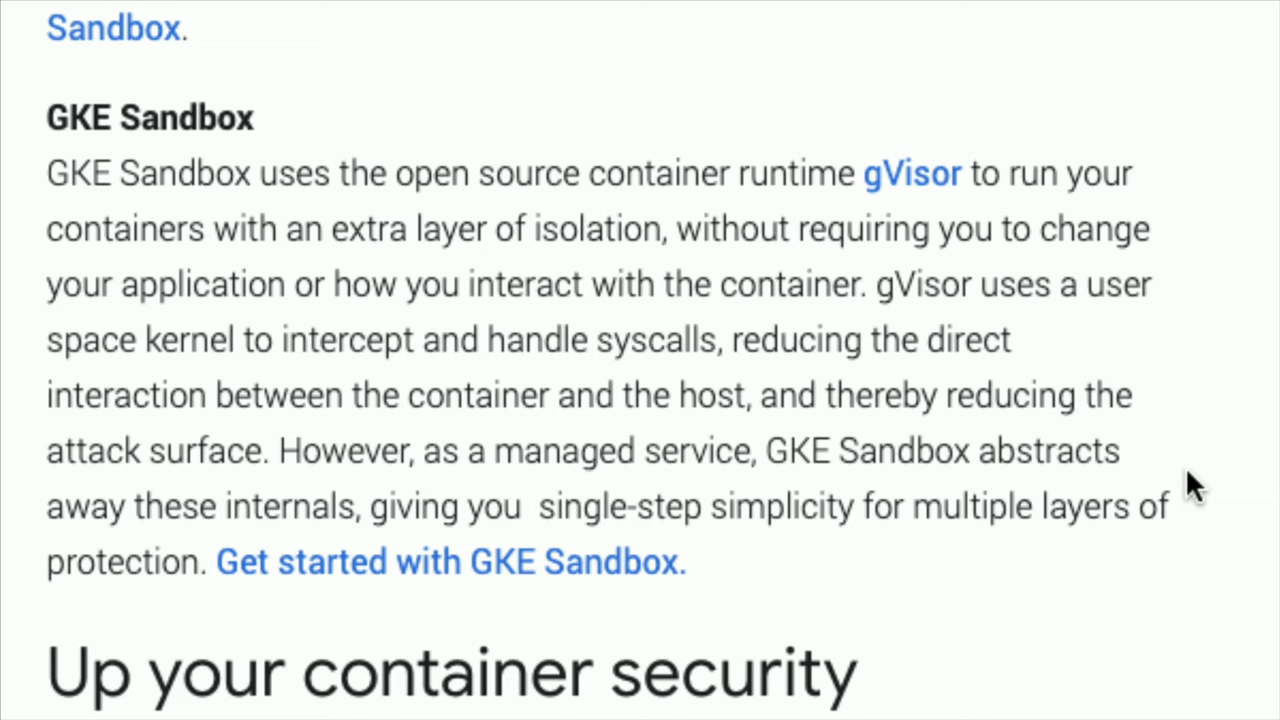 Sandbox.
GKE Sandbox
GKE Sandbox uses the open source container runtime gVisor to run your
containers with an extra layer of isolation, without requiring you to change
your application or how you interact with the container. gVisor uses a user
space kernel to intercept and handle syscalls, reducing the direct
interaction between the container and the host, and thereby reducing the
attack surface. However, as a managed service, GKE Sandbox abstracts
away these internals, giving you  single-step simplicity for multiple layers of
protection. Get started with GKE Sandbox.
Up your container security